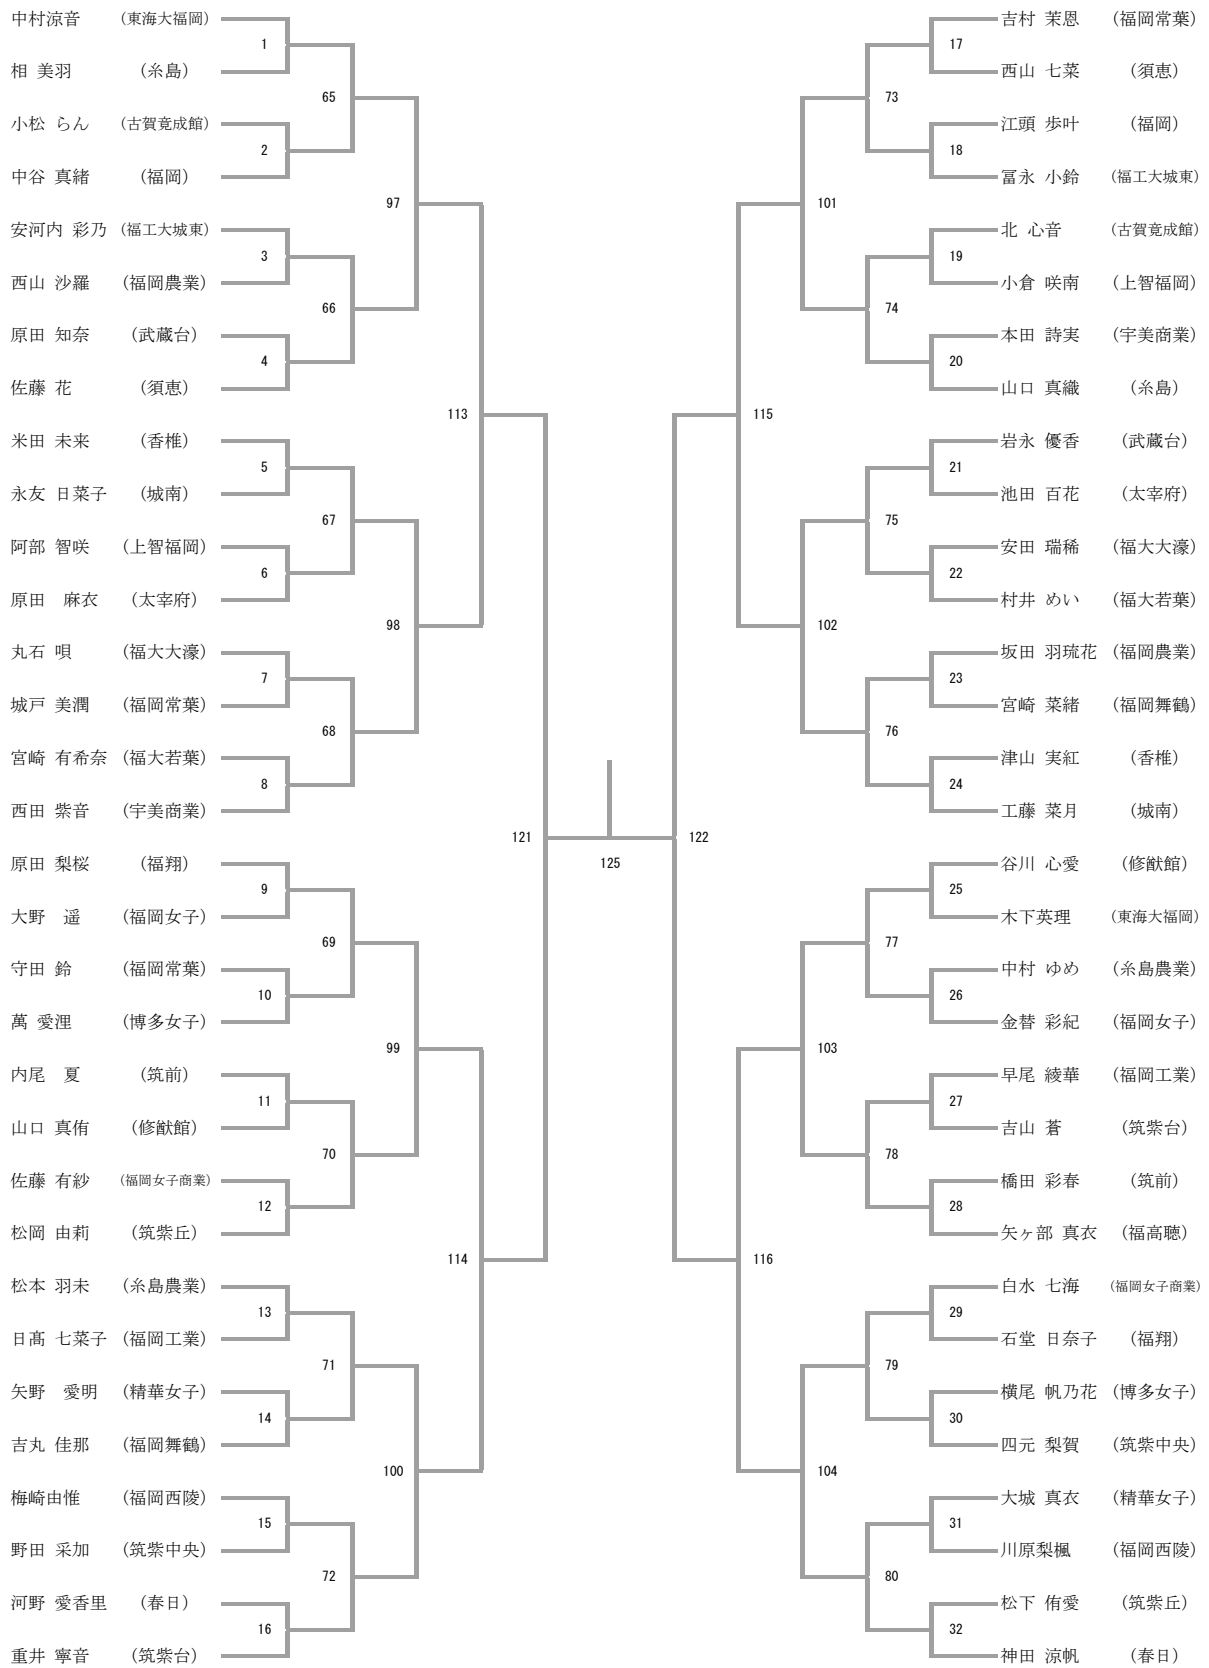 中村涼音 (東海大福岡)
1
相 美羽 (糸島)
65
小松 らん (古賀竟成館)
2
中谷 真緒 (福岡)
97
安河内 彩乃 (福工大城東)
3
西山 沙羅 (福岡農業)
66
原田 知奈 (武蔵台)
4
佐藤 花 (須恵)
113
米田 未来 (香椎)
5
永友 日菜子 (城南)
67
阿部 智咲 (上智福岡)
6
原田 麻衣 (太宰府)
98
丸石 唄 (福大大濠)
7
城戸 美潤 (福岡常葉)
68
宮崎 有希奈 (福大若葉)
8
西田 紫音 (宇美商業)
121
原田 梨桜 (福翔)
9
大野 遥 (福岡女子)
69
守田 鈴 (福岡常葉)
10
萬 愛浬 (博多女子)
99
内尾 夏 (筑前)
11
山口 真侑 (修猷館)
70
佐藤 有紗 (福岡女子商業)
12
松岡 由莉 (筑紫丘)
114
松本 羽未 (糸島農業)
13
日髙 七菜子 (福岡工業)
71
矢野 愛明 (精華女子)
14
吉丸 佳那 (福岡舞鶴)
100
梅崎由惟 (福岡西陵)
15
野田 采加 (筑紫中央)
72
河野 愛香里 (春日)
16
重井 寧音 (筑紫台)
125
吉村 茉恩 (福岡常葉)
17
西山 七菜 (須恵)
73
江頭 歩叶 (福岡)
18
冨永 小鈴 (福工大城東)
101
北 心音 (古賀竟成館)
19
小倉 咲南 (上智福岡)
74
本田 詩実 (宇美商業)
20
山口 真織 (糸島)
115
岩永 優香 (武蔵台)
21
池田 百花 (太宰府)
75
安田 瑞稀 (福大大濠)
22
村井 めい (福大若葉)
102
坂田 羽琉花 (福岡農業)
23
宮崎 菜緒 (福岡舞鶴)
76
津山 実紅 (香椎)
24
工藤 菜月 (城南)
122
谷川 心愛 (修猷館)
25
木下英理 (東海大福岡)
77
中村 ゆめ (糸島農業)
26
金替 彩紀 (福岡女子)
103
早尾 綾華 (福岡工業)
27
吉山 蒼 (筑紫台)
78
橋田 彩春 (筑前)
28
矢ヶ部 真衣 (福高聴)
116
白水 七海 (福岡女子商業)
29
石堂 日奈子 (福翔)
79
横尾 帆乃花 (博多女子)
30
四元 梨賀 (筑紫中央)
104
大城 真衣 (精華女子)
31
川原梨楓 (福岡西陵)
80
松下 侑愛 (筑紫丘)
32
神田 涼帆 (春日)